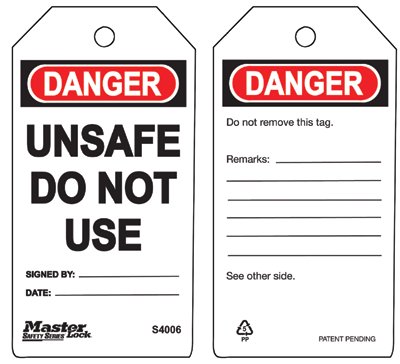 DANGER
UNSAFE
DO NOT
USE
SIGNED BY:
DATE:
Master Lock
SAFETY SERIES
S4006
DANGER
Do not remove this tag.
Remarks:
See other side.
5
PP
PATENT PENDING